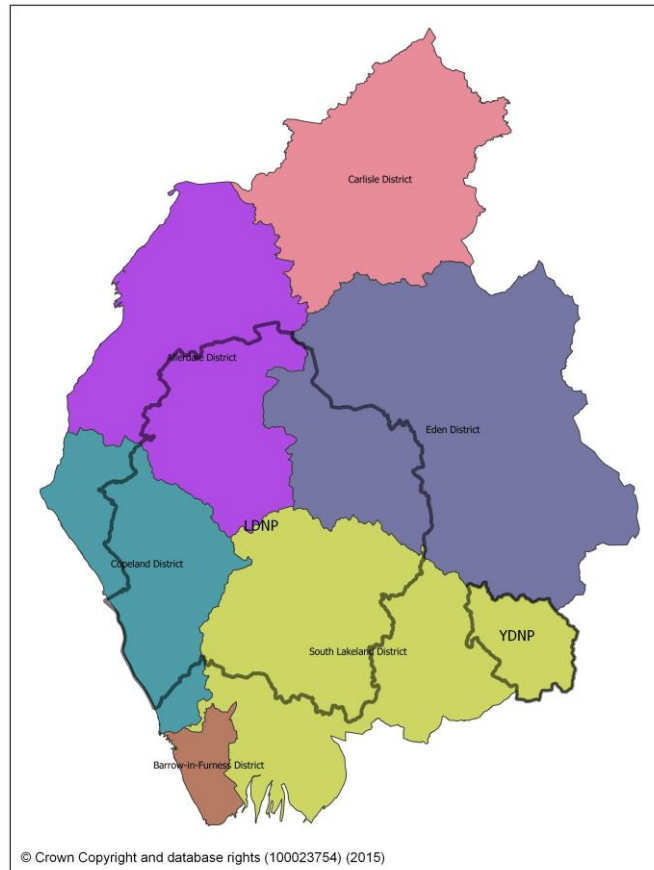 Carlisle District
Allerdale District
Eden District
LDNP
Copeland District
YDNP
South Lakeland District
Barrow-in-Furness District
© Crown Copyright and database rights (100023754) (2015)